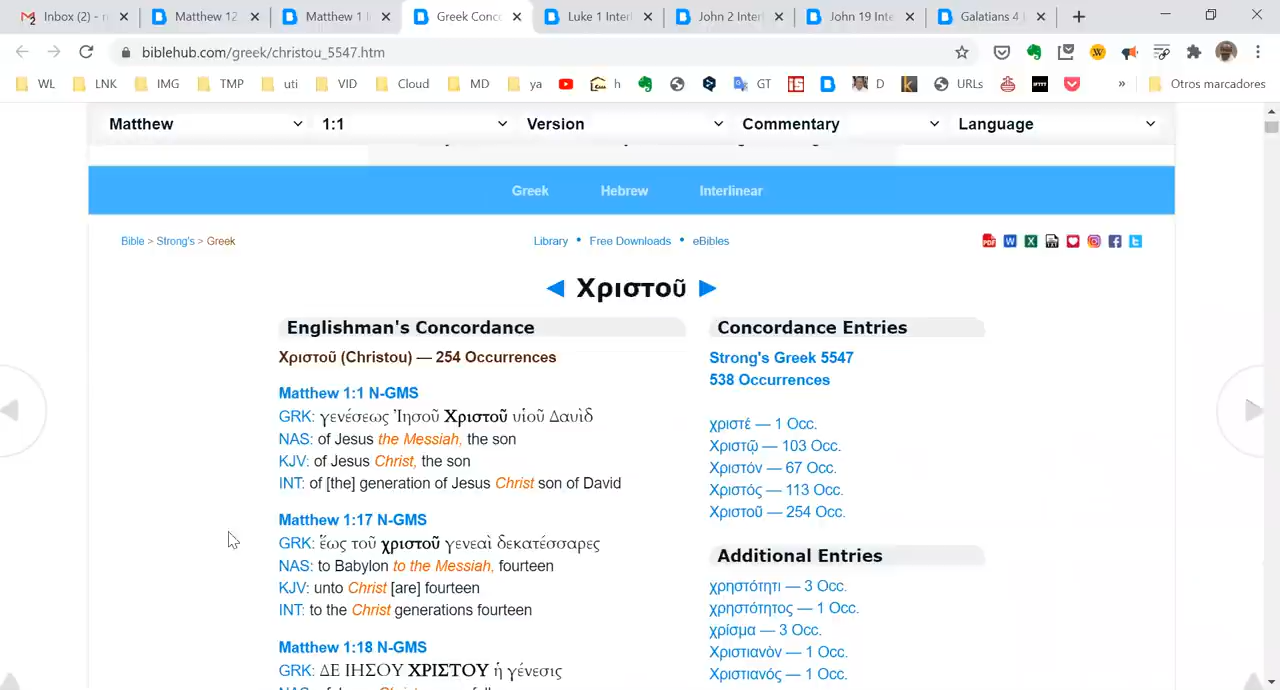 Inbox (2) - r
Matthew 12
Matthew 1 I
Greek Conc
Luke 1 Inter
John 2 Inter
John 19 Inte
Galatians 4 I
biblehub.com/greek/christou_5547.htm
WL LNK IMG TMP uti VID Cloud MD ya h GT D URLs » Otros marcadores
Matthew 1:1 Version Commentary Language
Greek Hebrew Interlinear
Bible > Strong's > Greek
Library • Free Downloads • eBibles
◄ Χριστοῦ ►
Englishman's Concordance
Χριστοῦ (Christou) — 254 Occurrences
Matthew 1:1 N-GMS
GRK: γενέσεως Ἰησοῦ Χριστοῦ υἱοῦ Δαυὶδ
NAS: of Jesus the Messiah, the son
KJV: of Jesus Christ, the son
INT: of [the] generation of Jesus Christ son of David
Matthew 1:17 N-GMS
GRK: ἕως τοῦ χριστοῦ γενεαὶ δεκατέσσαρες
NAS: to Babylon to the Messiah, fourteen
KJV: unto Christ [are] fourteen
INT: to the Christ generations fourteen
Matthew 1:18 N-GMS
GRK: ΔΕ ΙΗΣΟΥ ΧΡΙΣΤΟΥ ἡ γένεσις
Concordance Entries
Strong's Greek 5547
538 Occurrences
χριστέ — 1 Occ.
Χριστῷ — 103 Occ.
Χριστόν — 67 Occ.
Χριστός — 113 Occ.
Χριστοῦ — 254 Occ.
Additional Entries
χρηστότητι — 3 Occ.
χρηστότητος — 1 Occ.
χρίσμα — 3 Occ.
Χριστιανὸν — 1 Occ.
Χριστιανός — 1 Occ.